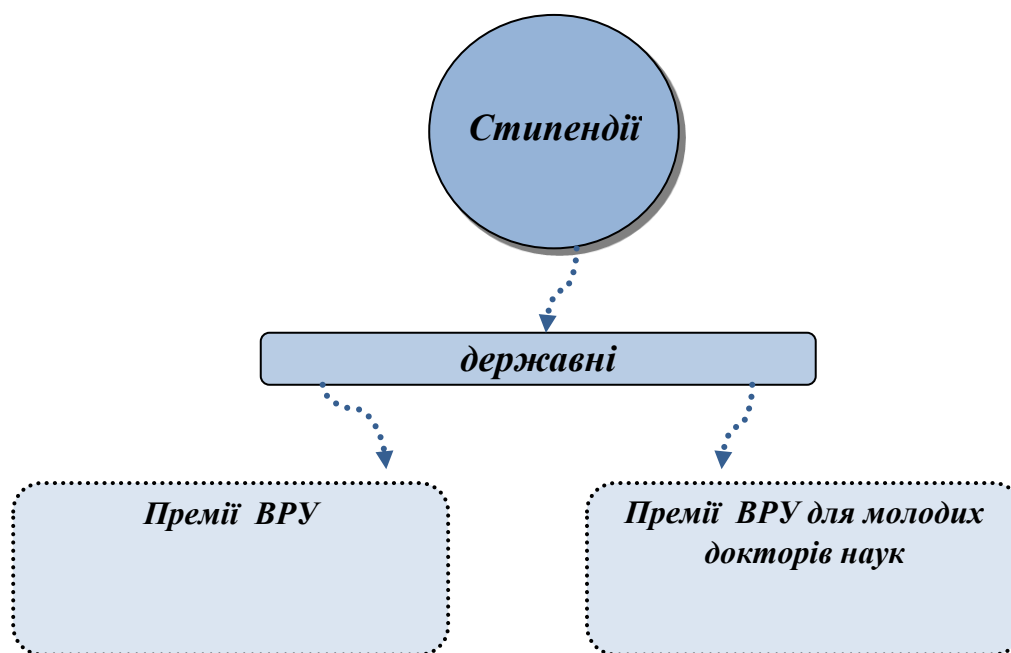 Стипендії
державні
Премії ВРУ
Премії ВРУ для молодих
докторів наук